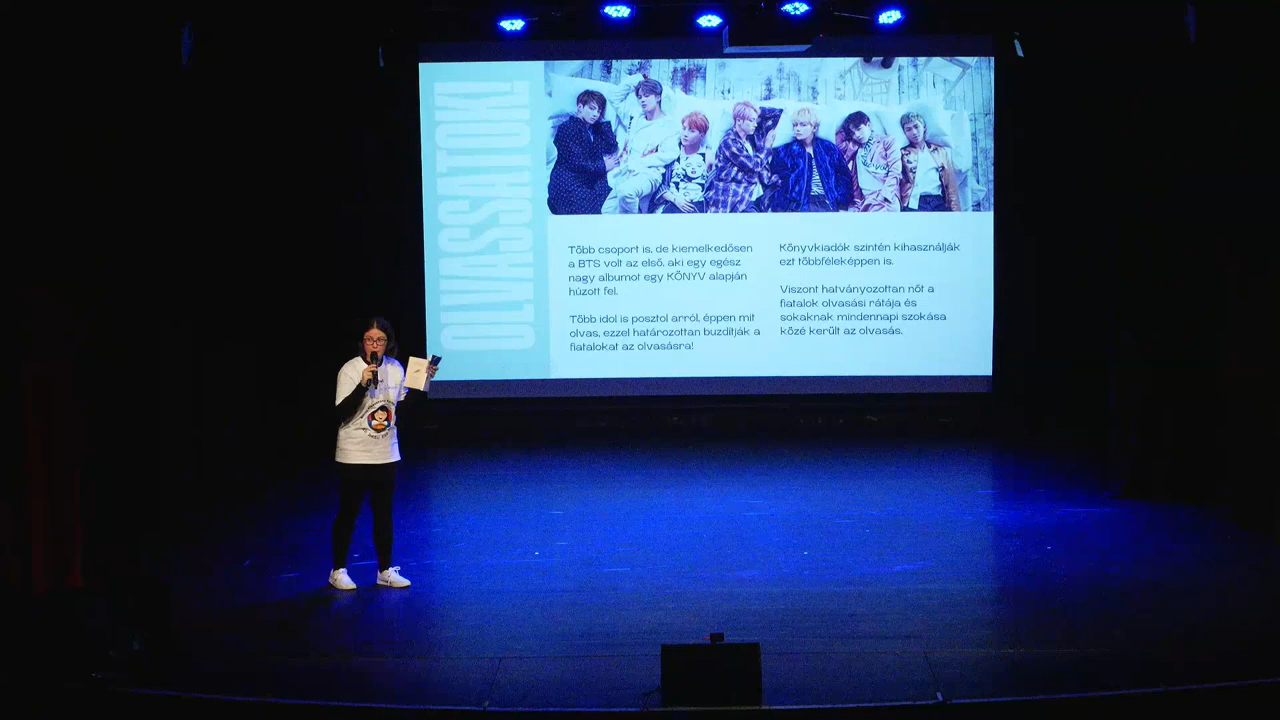 OLVASSATOK!
Több csoport is, de kiemelkedősen
a BTS volt az első, aki egy egész
nagy albumot egy KÖNYV alapján
húzott fel.
Több idol is posztol arról, éppen mit
olvas, ezzel határozottan buzdítják a
fiatalokat az olvasásra!
Könyvkiadók szintén kihasználják
ezt többféleképpen is.
Viszont hatványozottan nőt a
fiatalok olvasási rátája és
sokaknak mindennapi szokása
közé került az olvasás.